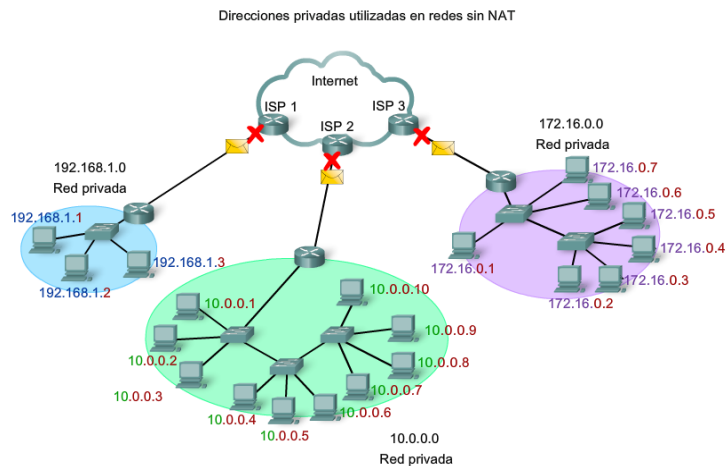 Direcciones privadas utilizadas en redes sin NAT
Internet
ISP 1
ISP 2
ISP 3
192.168.1.0
Red privada
192.168.1.1
192.168.1.2
192.168.1.3
172.16.0.0
Red privada
172.16.0.7
172.16.0.6
172.16.0.5
172.16.0.4
172.16.0.3
172.16.0.2
172.16.0.1
10.0.0.1
10.0.0.2
10.0.0.3
10.0.0.4
10.0.0.5
10.0.0.6
10.0.0.7
10.0.0.8
10.0.0.9
10.0.0.10
10.0.0.0
Red privada